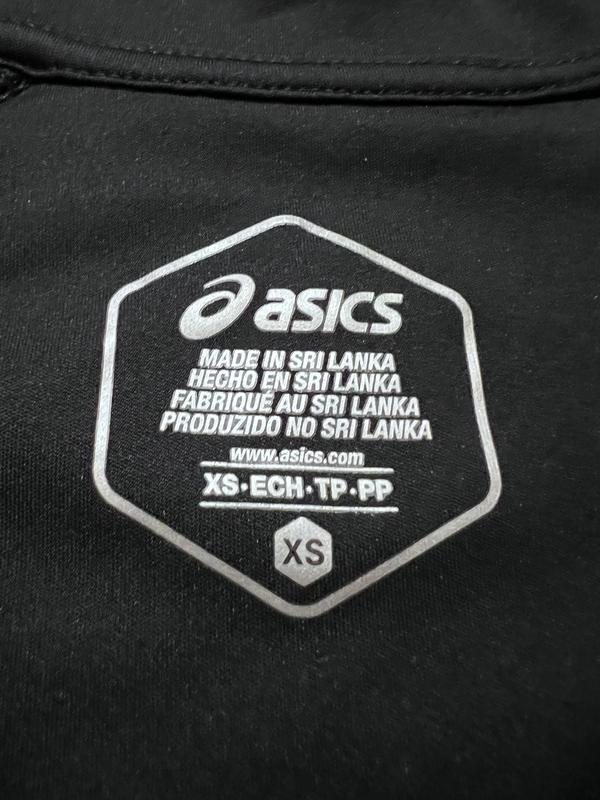 asics
MADE IN SRI LANKA
HECHO EN SRI LANKA
FABRIQUÉ AU SRI LANKA
PRODUZIDO NO SRI LANKA
www.asics.com
XS·ECH·TP·PP
XS